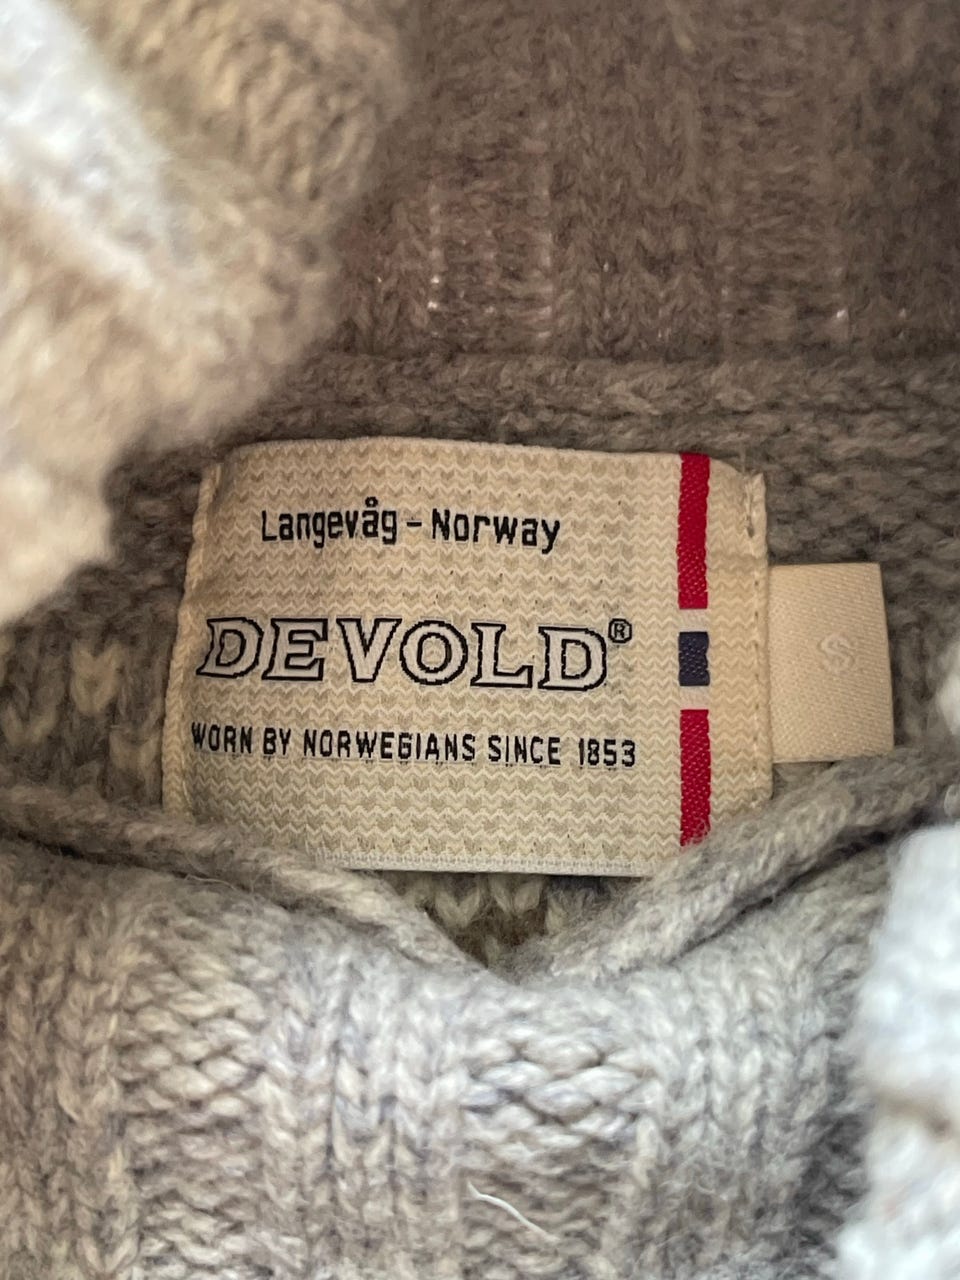 Langevåg - Norway
DEVOLD®
WORN BY NORWEGIANS SINCE 1853
S